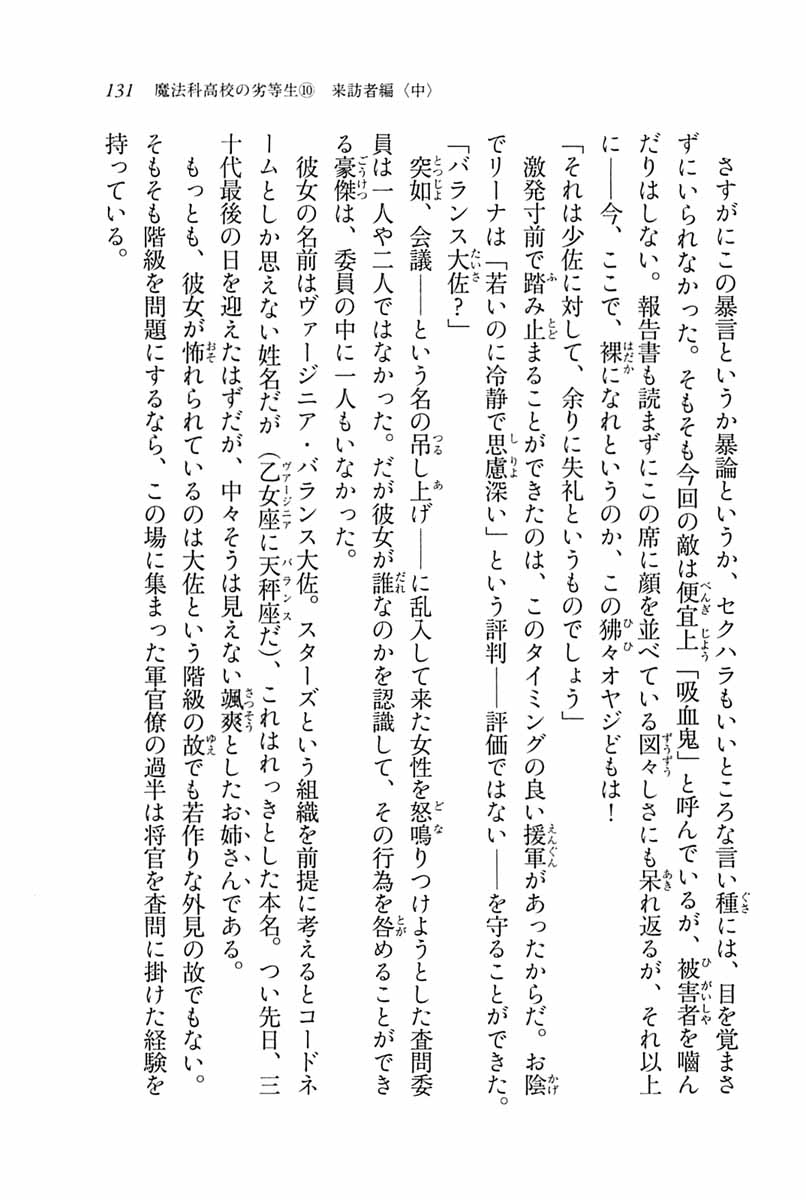 131　魔法科高校の劣等生⑩　来訪者編〈中〉
さすがにこの暴言というか暴論というか、セクハラもいいところな言い種には、目を覚まさ
ずにいられなかった。そもそも今回の敵は便宜上「吸血鬼」と呼んでいるが、被害者を嚙ん
だりはしない。報告書も読まずにこの席に顔を並べている図々しさにも呆れ返るが、それ以上
に――今、ここで、裸になれというのか、この狒々オヤジどもは！
「それは少佐に対して、余りに失礼というものでしょう」
激発寸前で踏み止まることができたのは、このタイミングの良い援軍があったからだ。お陰
でリーナは「若いのに冷静で思慮深い」という評判――評価ではない――を守ることができた。
「バランス大佐？」
突如、会議――という名の吊し上げ――に乱入して来た女性を怒鳴りつけようとした査問委
員は一人や二人ではなかった。だが彼女が誰なのかを認識して、その行為を咎めることができ
る豪傑は、委員の中に一人もいなかった。
彼女の名前はヴァージニア・バランス大佐。スターズという組織を前提に考えるとコードネ
ームとしか思えない姓名だが（乙女座に天秤座だ）、これはれっきとした本名。つい先日、三
十代最後の日を迎えたはずだが、中々そうは見えない颯爽としたお姉さんである。
もっとも、彼女が怖れられているのは大佐という階級の故でも若作りな外見の故でもない。
そもそも階級を問題にするなら、この場に集まった軍官僚の過半は将官を査問に掛けた経験を
持っている。